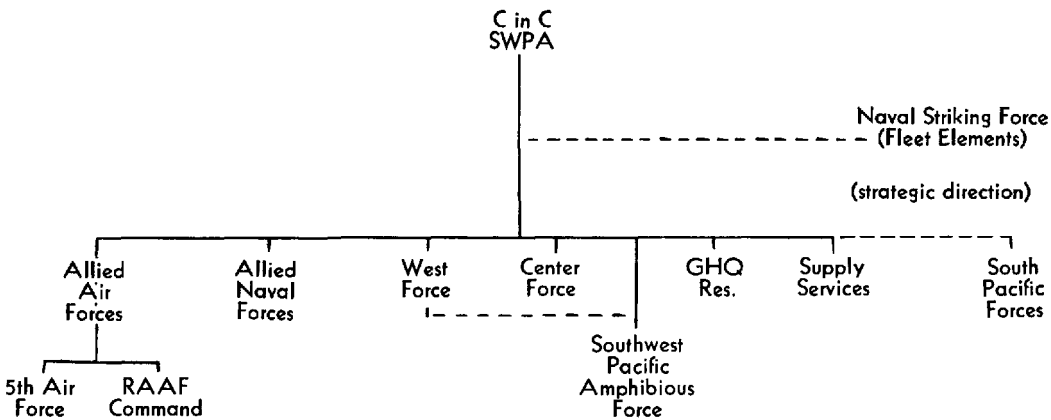 C in C
SWPA
Naval Striking Force
(Fleet Elements)
(strategic direction)
Allied
Air
Forces
Allied
Naval
Forces
West
Force
Center
Force
GHQ
Res.
Supply
Services
South
Pacific
Forces
Southwest
Pacific
Amphibious
Force
5th Air
Force
RAAF
Command